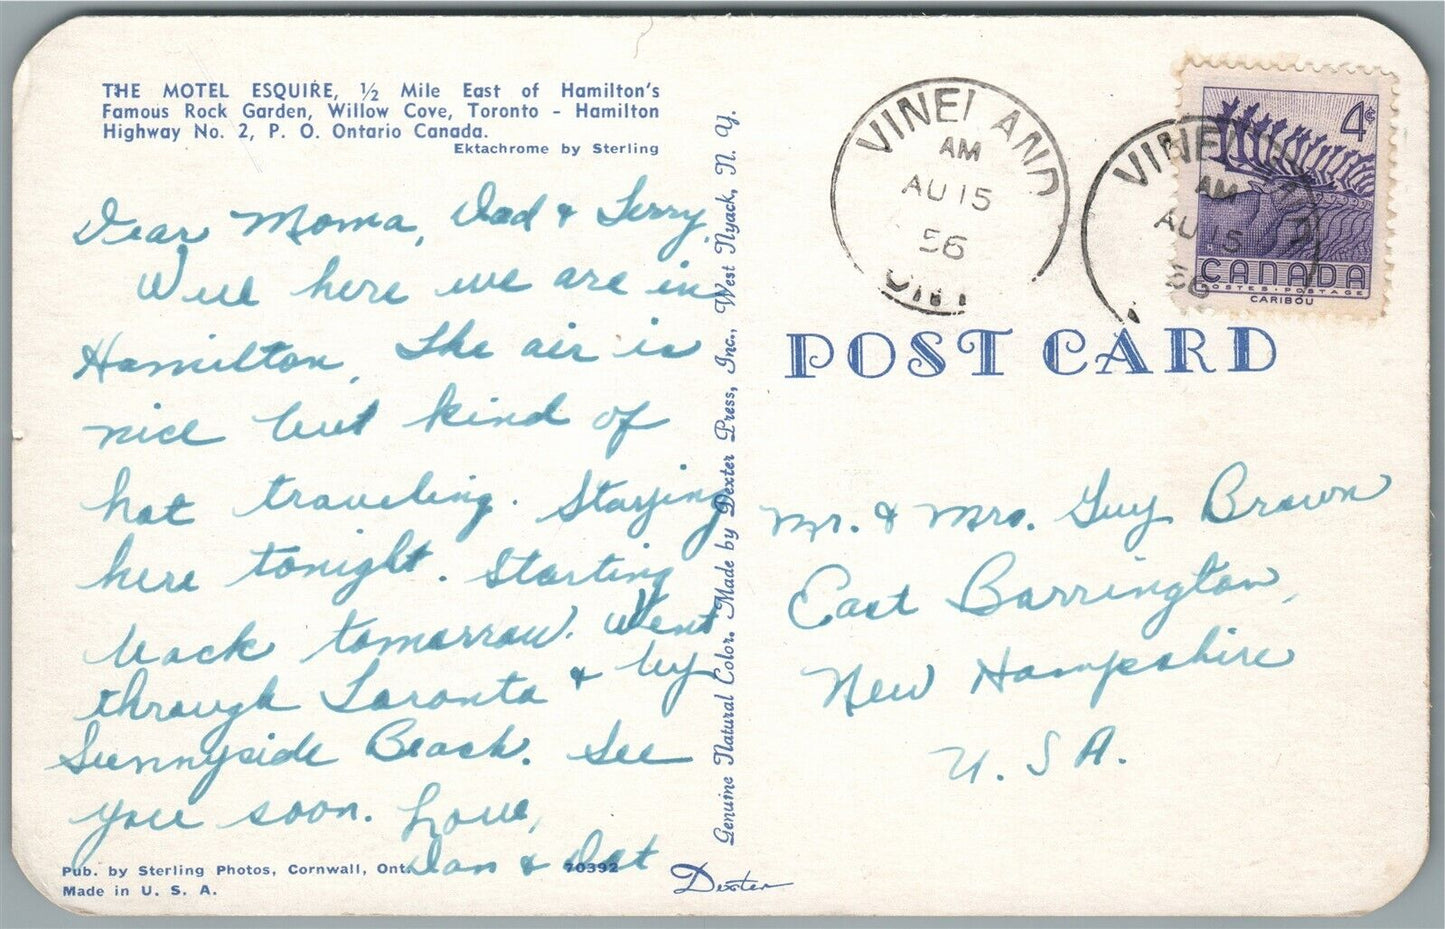 THE MOTEL ESQUIRE, ½ Mile East of Hamilton's
Famous Rock Garden, Willow Cove, Toronto - Hamilton
Highway No. 2, P. O. Ontario Canada.
Ektachrome by Sterling
Dear Moma, Dad & Jerry,
Well here we are in
Hamilton, The air is
nice but kind of
hot traveling. Staying
here tonight. Starting
back tomorrow. Went
through Toronto & by
Sunnyside Beach. See
you soon. Love,
Dan & Dot
Pub. by Sterling Photos, Cornwall, Ont.
70392
Made in U. S. A.
Genuine Natural Color. Made by Dexter Press, Inc., West Nyack, N. Y.
Dexter
VINELAND
AM
AU 15
56
ONT
VINELAND
AM
AU 15
56
4¢
CANADA
POSTES · POSTAGE
CARIBOU
POST CARD
Mr. & Mrs. Guy Brown
East Barrington,
New Hampshire
U. S A.